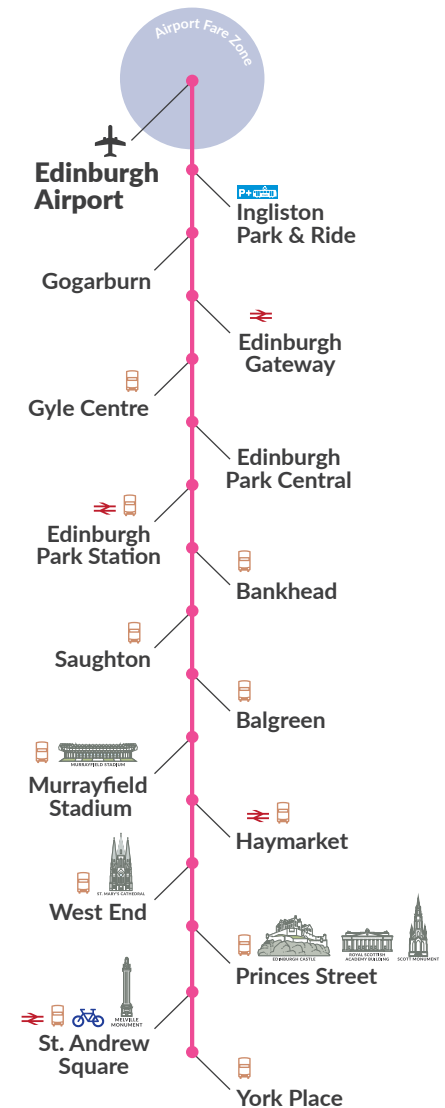 Airport Fare Zone
Edinburgh
Airport
P+
Ingliston
Park & Ride
Gogarburn
Edinburgh
Gateway
Gyle Centre
Edinburgh
Park Central
Edinburgh
Park Station
Bankhead
Saughton
Balgreen
MURRAYFIELD STADIUM
Murrayfield
Stadium
Haymarket
ST. MARY'S CATHEDRAL
West End
EDINBURGH CASTLE
ROYAL SCOTTISH
ACADEMY BUILDING
SCOTT MONUMENT
Princes Street
MELVILLE
MONUMENT
St. Andrew
Square
York Place